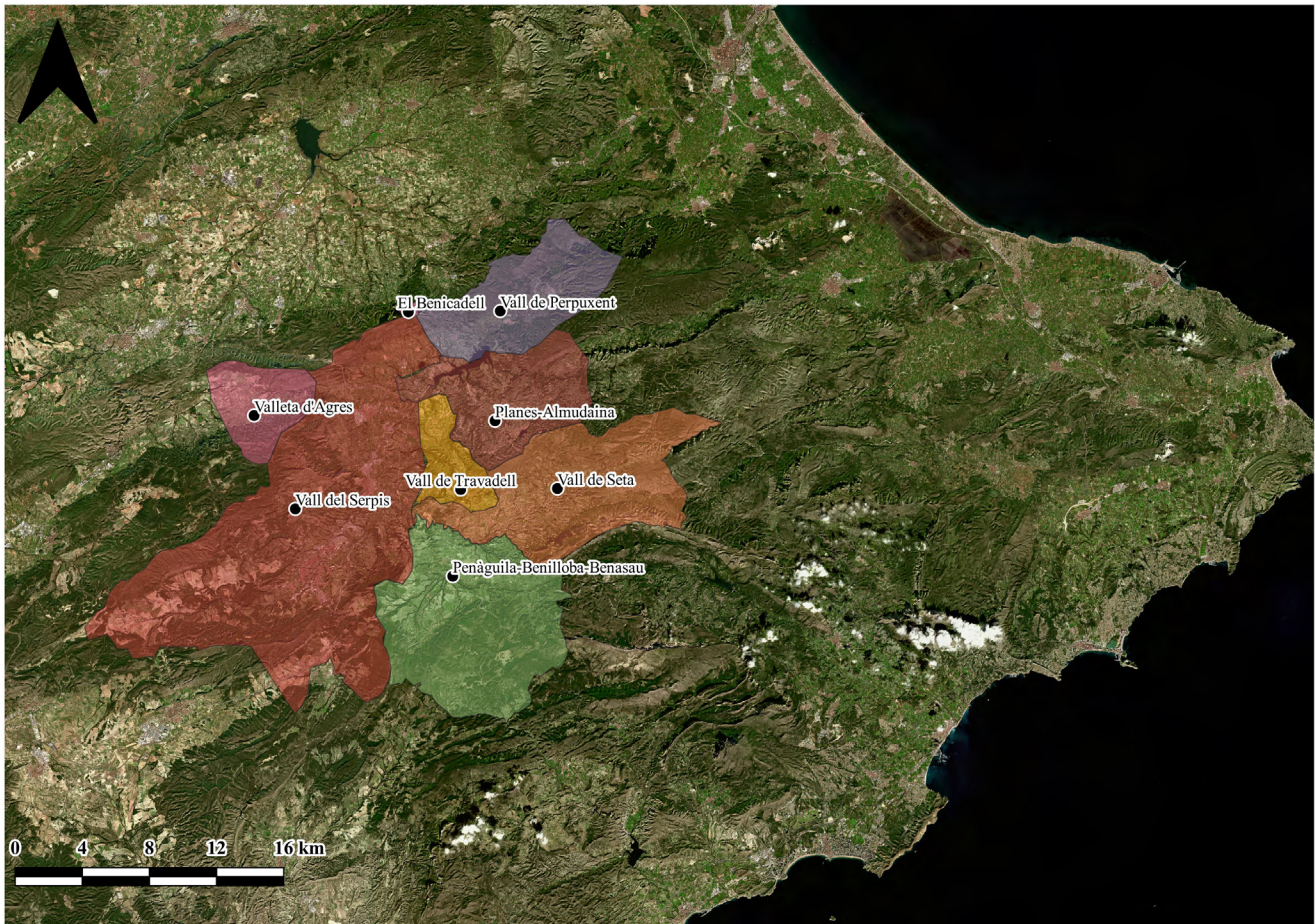 El Benicadell
Vall de Perpuxent
Valleta d'Agres
Planes-Almudaina
Vall de Travadell
Vall de Seta
Vall del Serpis
Penàguila-Benilloba-Benasau
0 4 8 12 16 km